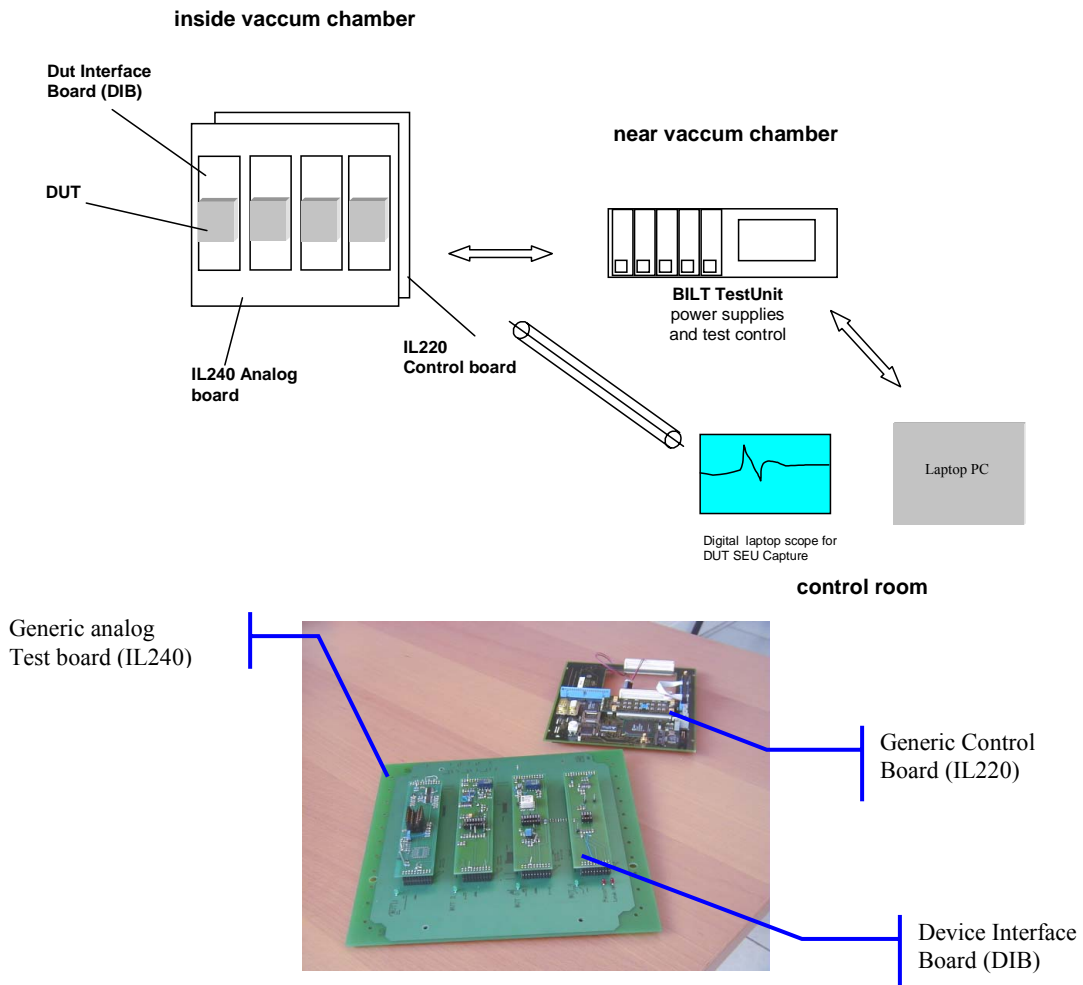 inside vaccum chamber
Dut Interface
Board (DIB)
near vaccum chamber
DUT
BILT TestUnit
power supplies
and test control
IL220
Control board
IL240 Analog
board
Laptop PC
Digital laptop scope for
DUT SEU Capture
control room
Generic analog
Test board (IL240)
Generic Control
Board (IL220)
Device Interface
Board (DIB)